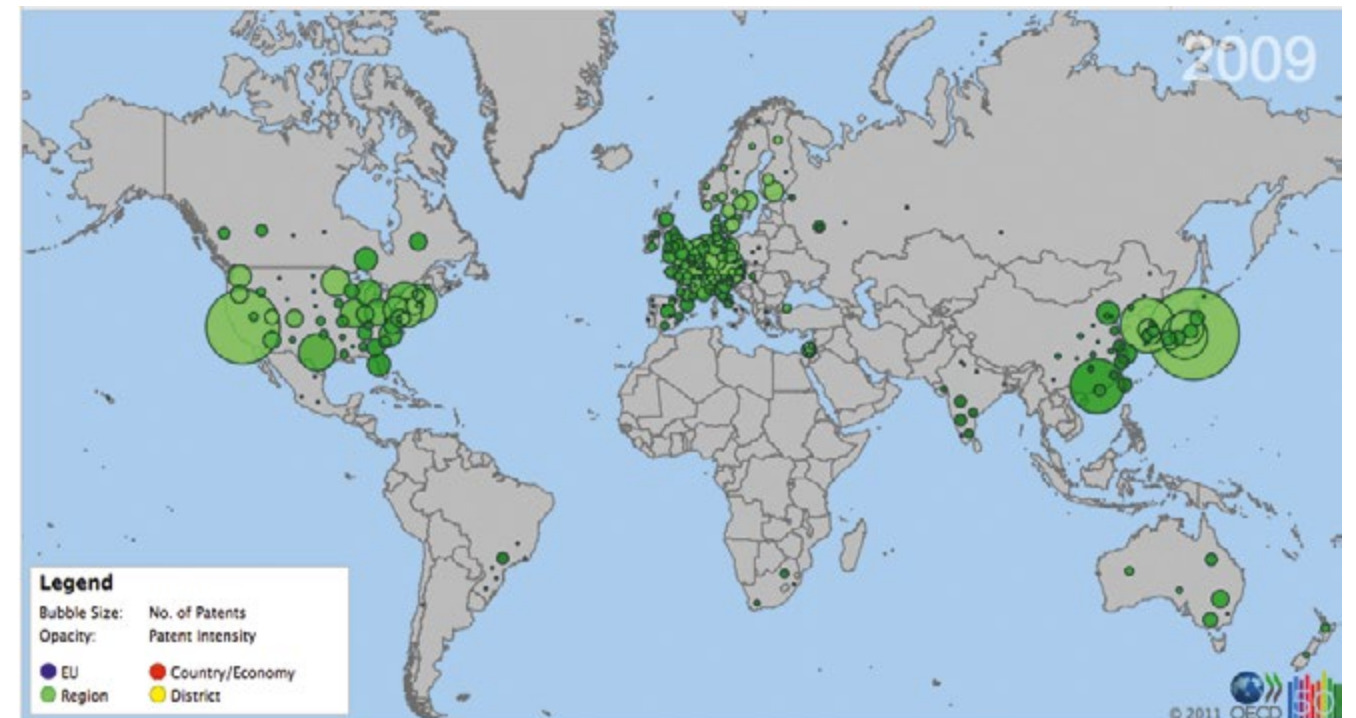 2009
Legend
Bubble Size: No. of Patents
Opacity: Patent Intensity
EU Country/Economy
Region District
© 2011 OECD